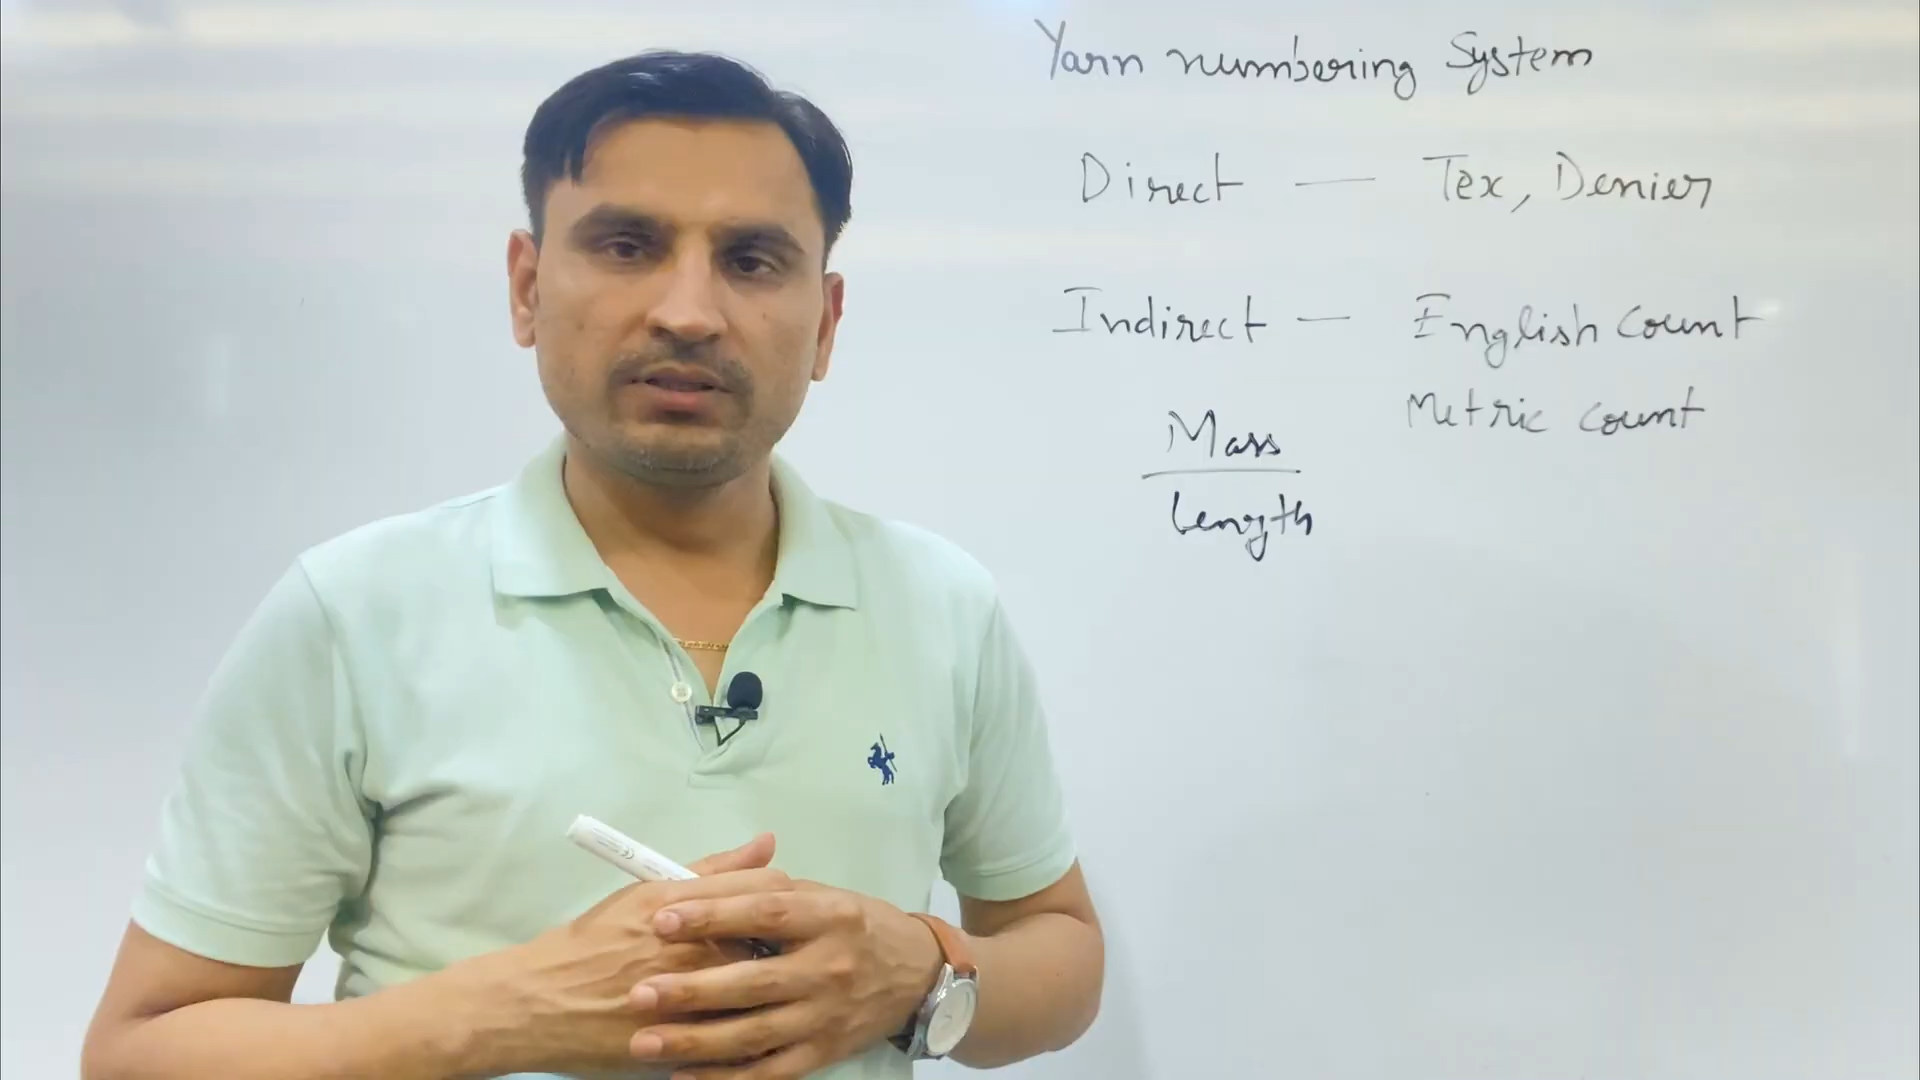 Yarn numbering System
Direct — Tex, Denier
Indirect — English count
Metric count
Mass
Length